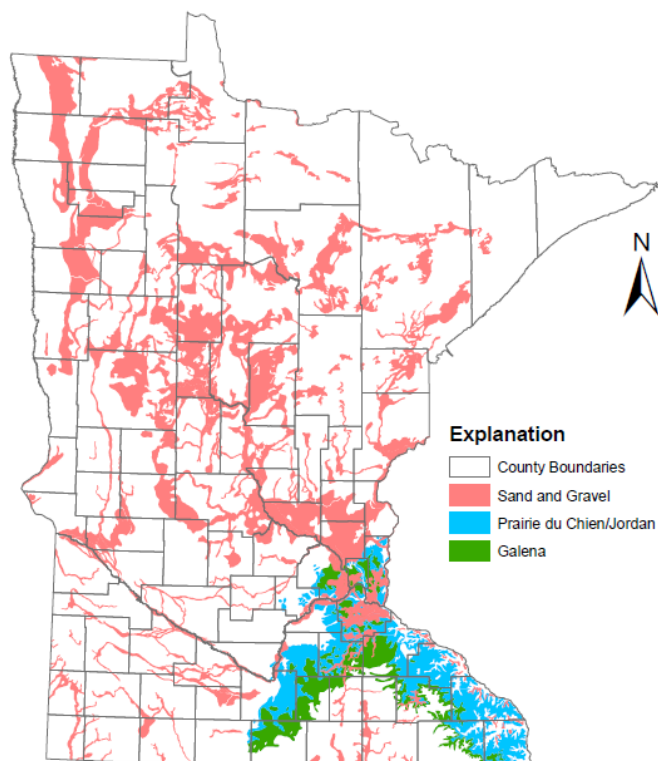 N
Explanation
County Boundaries
Sand and Gravel
Prairie du Chien/Jordan
Galena